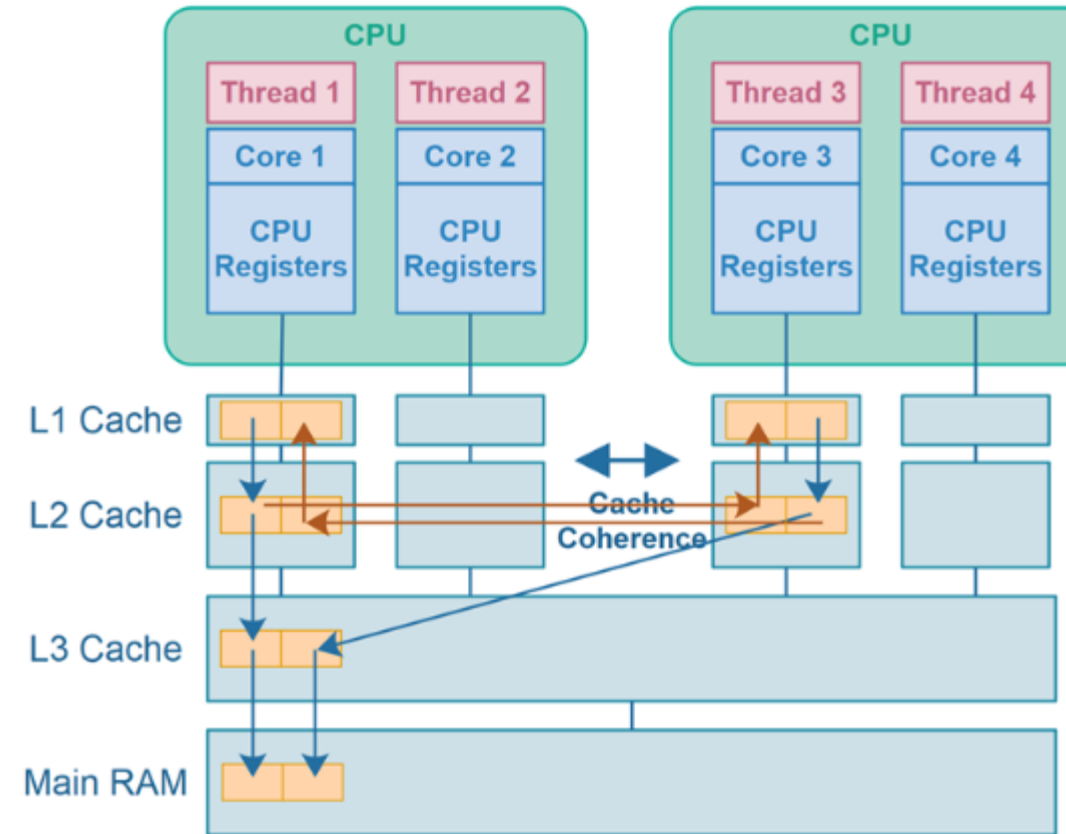 CPU
CPU
Thread 1
Thread 2
Thread 3
Thread 4
Core 1
Core 2
Core 3
Core 4
CPU
Registers
CPU
Registers
CPU
Registers
CPU
Registers
L1 Cache
L2 Cache
Cache
Coherence
L3 Cache
Main RAM